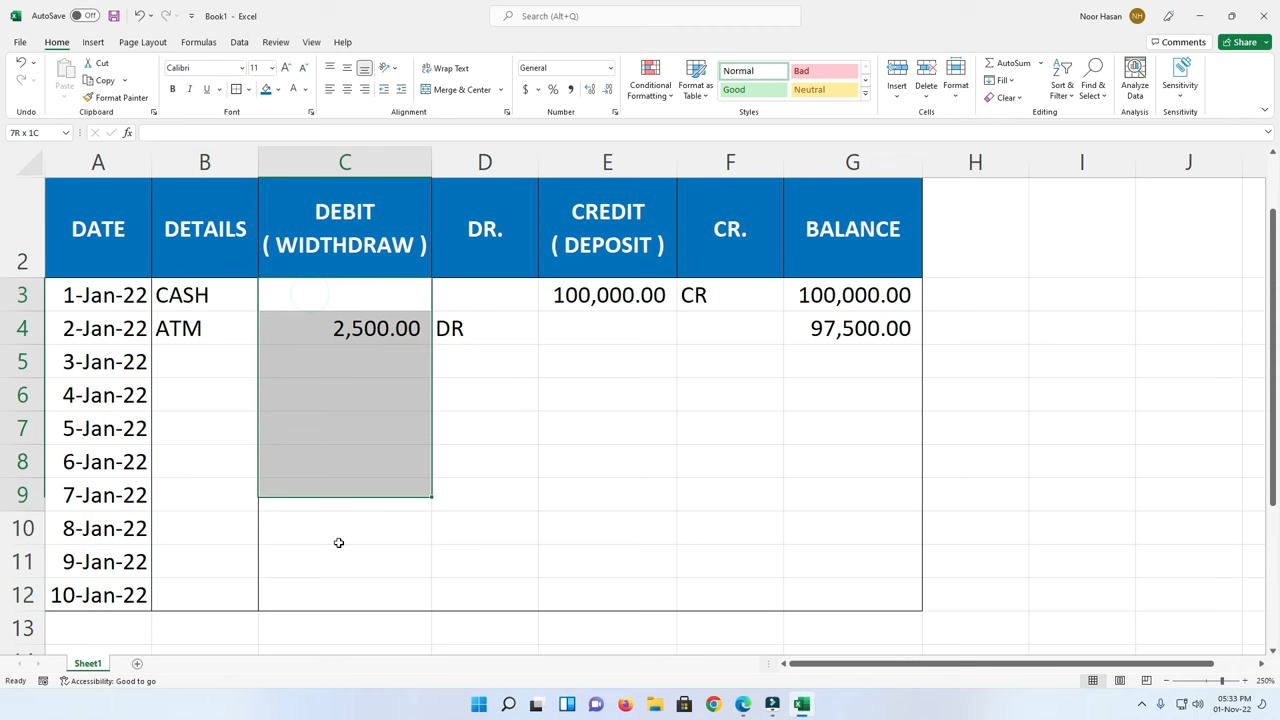 AutoSave Off Book1 - Excel Search (Alt+Q) Noor Hasan NH
File Home Insert Page Layout Formulas Data Review View Help Comments Share
Cut Calibri 11 Wrap Text General Normal Bad AutoSum
Paste Copy Conditional Formatting Format as Table Insert Delete Format Fill Sort & Filter Find & Select Analyze Data Sensitivity
Format Painter B I U A Merge & Center $ % Good Neutral Clear
Undo Clipboard Font Alignment Number Styles Cells Editing Analysis Sensitivity
7R x 1C fx
A B C D E F G H I J
2 DATE DETAILS DEBIT
( WIDTHDRAW ) DR. CREDIT
( DEPOSIT ) CR. BALANCE
3 1-Jan-22 CASH 100,000.00 CR 100,000.00
4 2-Jan-22 ATM 2,500.00 DR 97,500.00
5 3-Jan-22
6 4-Jan-22
7 5-Jan-22
8 6-Jan-22
9 7-Jan-22
10 8-Jan-22
11 9-Jan-22
12 10-Jan-22
13
Sheet1
Ready Accessibility: Good to go 250%
05:33 PM
01-Nov-22